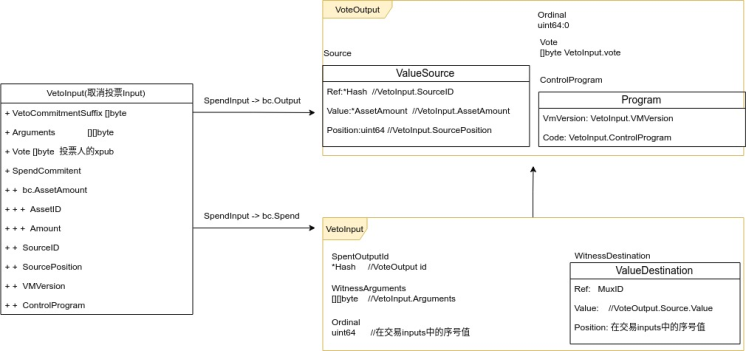 VetoInput(取消投票Input)
+ VetoCommitmentSuffix []byte
+ Arguments [][]byte
+ Vote []byte 投票人的xpub
+ SpendCommitent
+ + bc.AssetAmount
+ + + AssetID
+ + + Amount
+ + SourceID
+ + SourcePosition
+ + VMVersion
+ + ControlProgram
SpendInput -> bc.Output
SpendInput -> bc.Spend
VoteOutput
Source
ValueSource
Ref:*Hash //VetoInput.SourceID
Value:*AssetAmount //VetoInput.AssetAmount
Position:uint64 //VetoInput.SourcePosition
Ordinal
uint64:0
Vote
[]byte VetoInput.vote
ControlProgram
Program
VmVersion: VetoInput.VMVersion
Code: VetoInput.ControlProgram
VetoInput
SpentOutputId
*Hash //VoteOutput id
WitnessArguments
[][]byte //VetoInput.Arguments
Ordinal
uint64 //在交易inputs中的序号值
WitnessDestination
ValueDestination
Ref: MuxID
Value: //VoteOutput.Source.Value
Position: 在交易inputs中的序号值